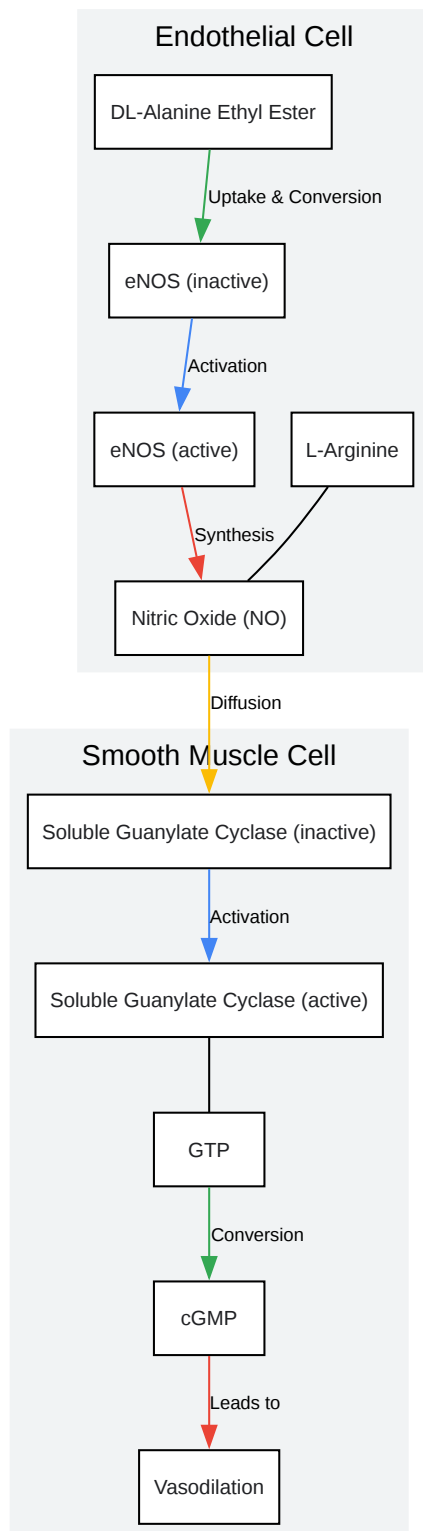 Endothelial Cell
DL-Alanine Ethyl Ester
Uptake & Conversion
eNOS (inactive)
Activation
eNOS (active)
L-Arginine
Synthesis
Nitric Oxide (NO)
Diffusion
Smooth Muscle Cell
Soluble Guanylate Cyclase (inactive)
Activation
Soluble Guanylate Cyclase (active)
GTP
Conversion
cGMP
Leads to
Vasodilation